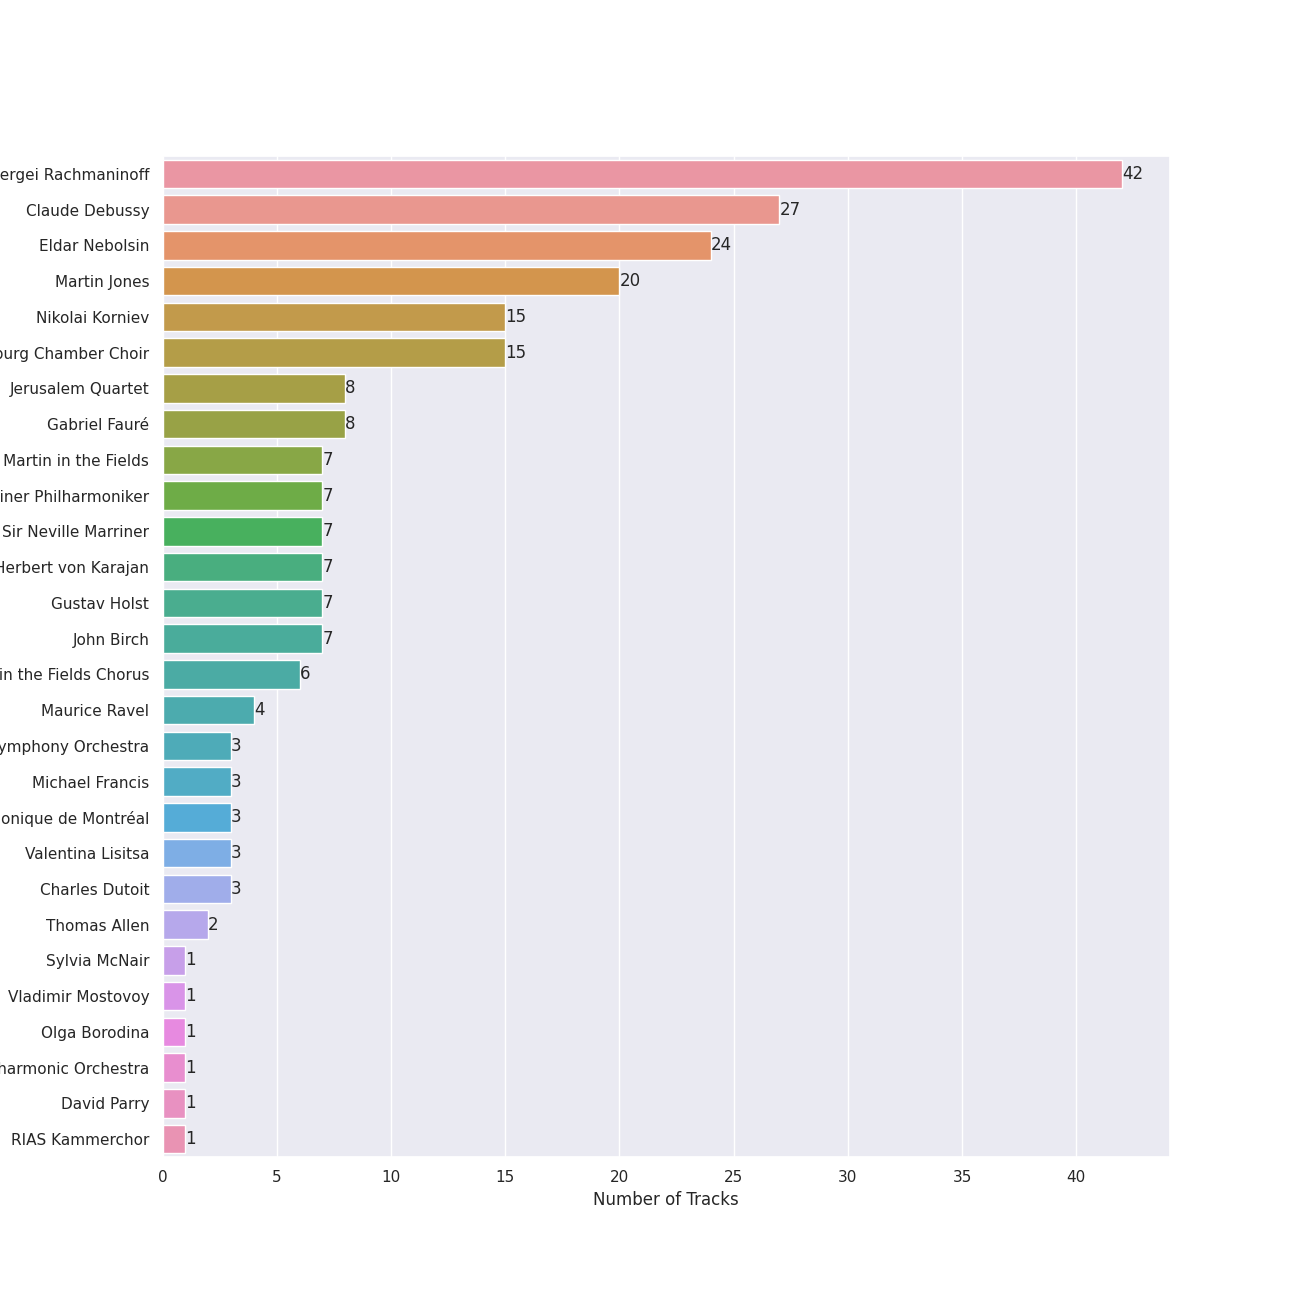 ergei Rachmaninoff 42
Claude Debussy 27
Eldar Nebolsin 24
Martin Jones 20
Nikolai Korniev 15
burg Chamber Choir 15
Jerusalem Quartet 8
Gabriel Fauré 8
Martin in the Fields 7
iner Philharmoniker 7
Sir Neville Marriner 7
Herbert von Karajan 7
Gustav Holst 7
John Birch 7
in the Fields Chorus 6
Maurice Ravel 4
ymphony Orchestra 3
Michael Francis 3
onique de Montréal 3
Valentina Lisitsa 3
Charles Dutoit 3
Thomas Allen 2
Sylvia McNair 1
Vladimir Mostovoy 1
Olga Borodina 1
harmonic Orchestra 1
David Parry 1
RIAS Kammerchor 1
0 5 10 15 20 25 30 35 40
Number of Tracks